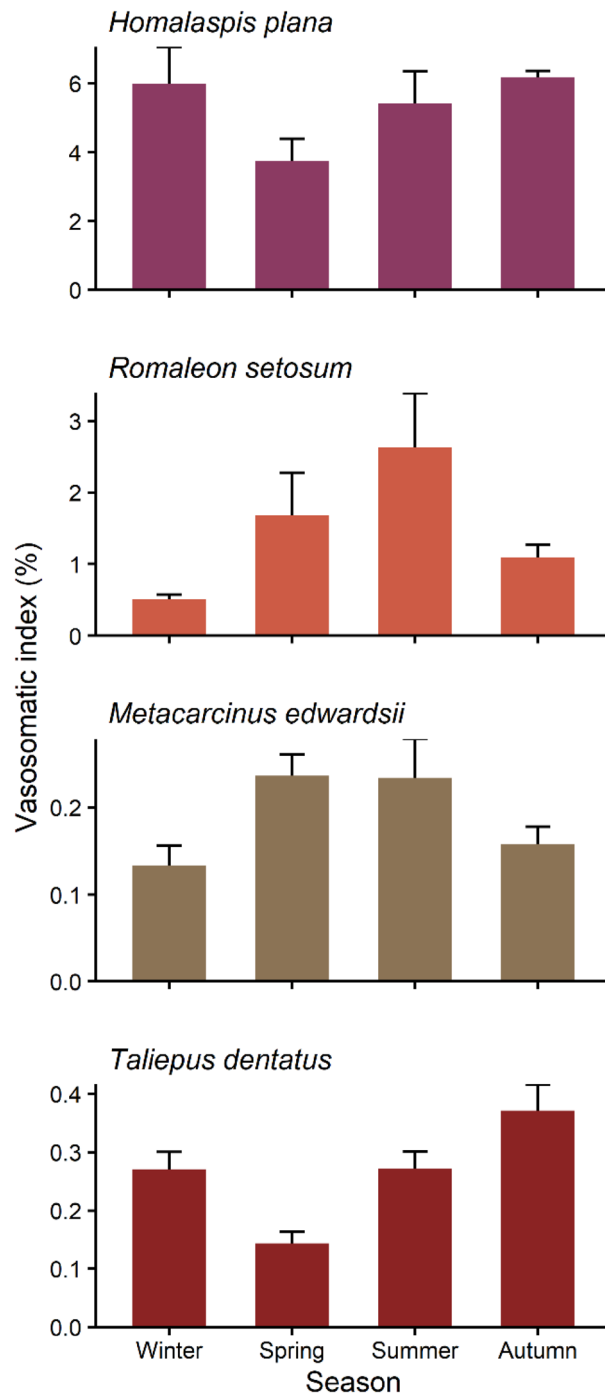 Homalaspis plana
6
4
2
0
Romaleon setosum
3
2
1
0
Vasosomatic index (%)
Metacarcinus edwardsii
0.2
0.1
0.0
Taliepus dentatus
0.4
0.3
0.2
0.1
0.0
Winter Spring Summer Autumn
Season